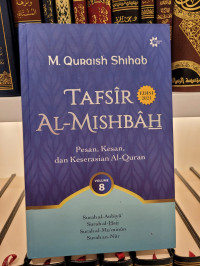 M. Quraish Shihab
EDISI 2021
TAFSÎR
AL-MISHBÂH
Pesan, Kesan,
dan Keserasian Al-Quran
VOLUME
8
Surah al-Anbiyâ'
Surah al-Hajj
Surah al-Mu'minûn
Surah an-Nûr